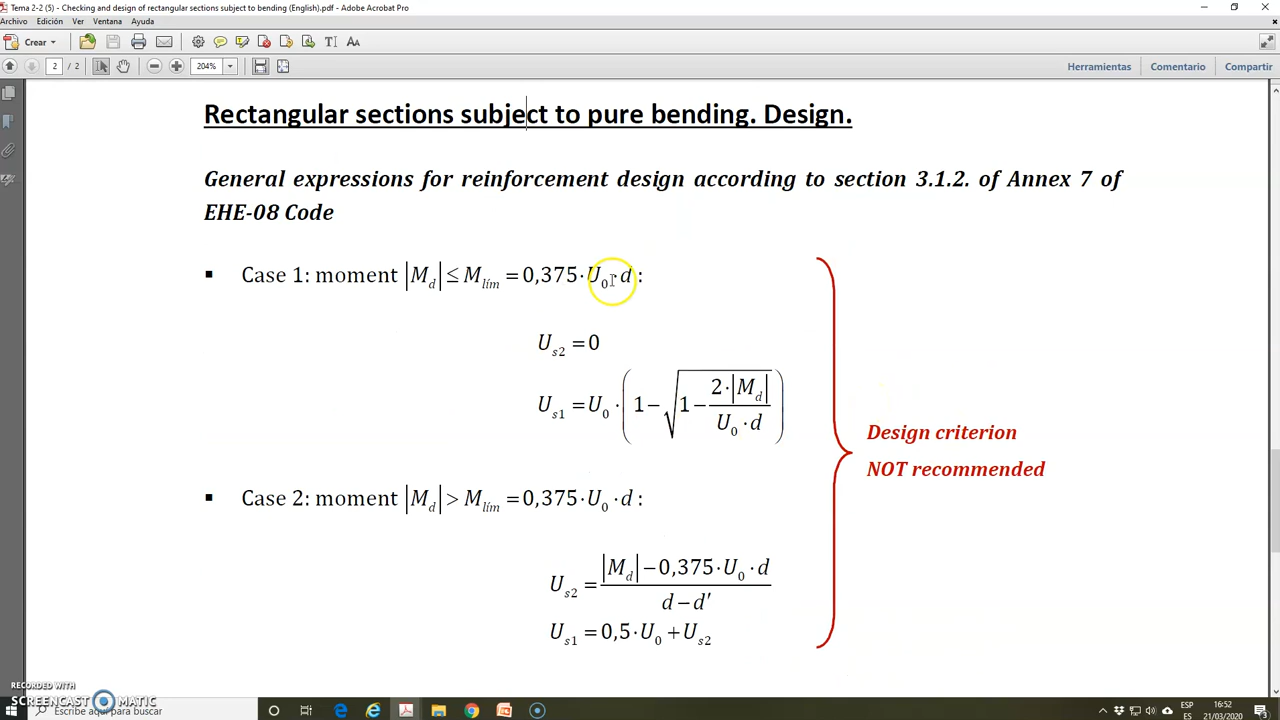 Tema 2-2 (5) - Checking and design of rectangular sections subject to bending (English).pdf - Adobe Acrobat Pro
Archivo Edición Ver Ventana Ayuda
Crear
2 / 2 204% Herramientas Comentario Compartir
Rectangular sections subject to pure bending. Design.
General expressions for reinforcement design according to section 3.1.2. of Annex 7 of
EHE-08 Code
▪ Case 1: moment |M_d| ≤ M_lím = 0,375·U_0·d :
U_s2 = 0
U_s1 = U_0 · (1 − √(1 − 2·|M_d| / U_0·d))
Design criterion
NOT recommended
▪ Case 2: moment |M_d| > M_lím = 0,375·U_0·d :
U_s2 = (|M_d| − 0,375·U_0·d) / (d − d′)
U_s1 = 0,5·U_0 + U_s2
RECORDED WITH
SCREENCAST MATIC
Escribe aquí para buscar
ESP 16:52
ES 21/03/2020
3